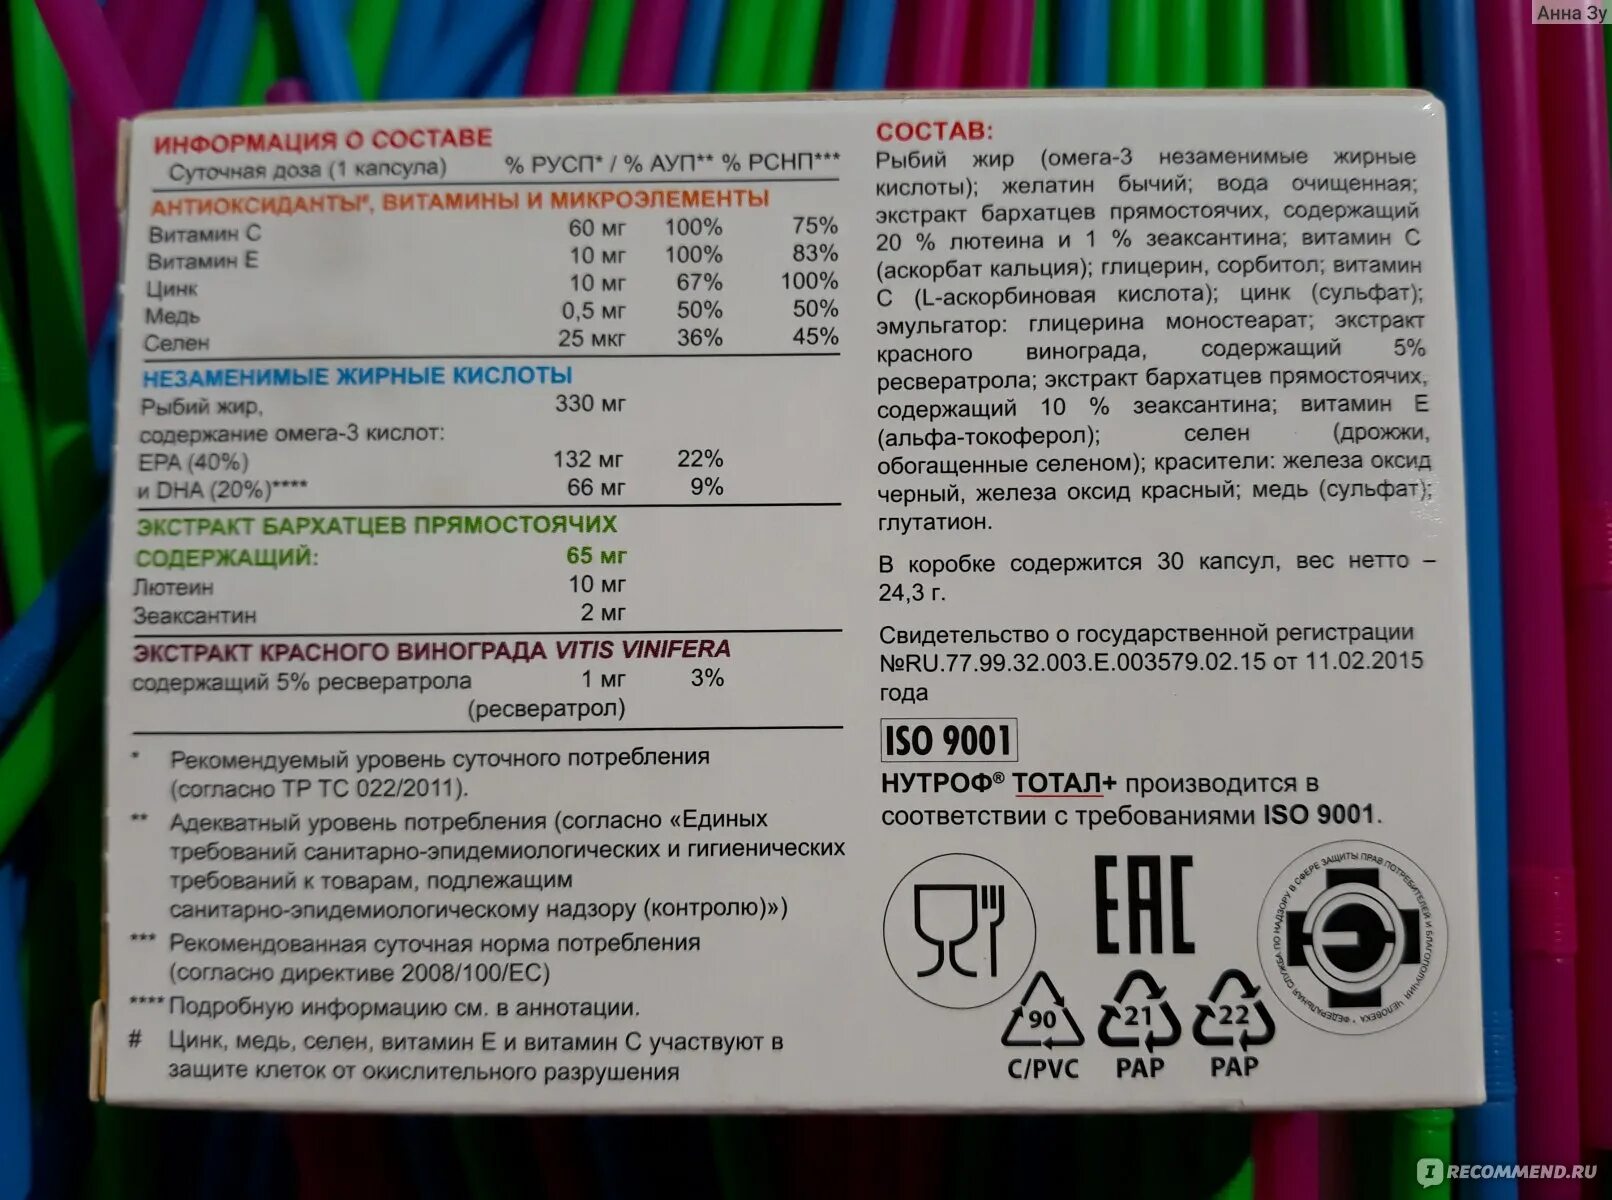 Анна Зу
ИНФОРМАЦИЯ О СОСТАВЕ
Суточная доза (1 капсула) % РУСП* / % АУП** % РСНП***
АНТИОКСИДАНТЫ#, ВИТАМИНЫ И МИКРОЭЛЕМЕНТЫ
Витамин С 60 мг 100% 75%
Витамин Е 10 мг 100% 83%
Цинк 10 мг 67% 100%
Медь 0,5 мг 50% 50%
Селен 25 мкг 36% 45%
НЕЗАМЕНИМЫЕ ЖИРНЫЕ КИСЛОТЫ
Рыбий жир, 330 мг
содержание омега-3 кислот:
EPA (40%) 132 мг 22%
и DHA (20%)**** 66 мг 9%
ЭКСТРАКТ БАРХАТЦЕВ ПРЯМОСТОЯЧИХ
СОДЕРЖАЩИЙ: 65 мг
Лютеин 10 мг
Зеаксантин 2 мг
ЭКСТРАКТ КРАСНОГО ВИНОГРАДА VITIS VINIFERA
содержащий 5% ресвератрола 1 мг 3%
(ресвератрол)
* Рекомендуемый уровень суточного потребления
(согласно ТР ТС 022/2011).
** Адекватный уровень потребления (согласно «Единых
требований санитарно-эпидемиологических и гигиенических
требований к товарам, подлежащим
санитарно-эпидемиологическому надзору (контролю)»)
*** Рекомендованная суточная норма потребления
(согласно директиве 2008/100/EC)
**** Подробную информацию см. в аннотации.
# Цинк, медь, селен, витамин Е и витамин С участвуют в
защите клеток от окислительного разрушения
СОСТАВ:
Рыбий жир (омега-3 незаменимые жирные
кислоты); желатин бычий; вода очищенная;
экстракт бархатцев прямостоячих, содержащий
20 % лютеина и 1 % зеаксантина; витамин С
(аскорбат кальция); глицерин, сорбитол; витамин
С (L-аскорбиновая кислота); цинк (сульфат);
эмульгатор: глицерина моностеарат; экстракт
красного винограда, содержащий 5%
ресвератрола; экстракт бархатцев прямостоячих,
содержащий 10 % зеаксантина; витамин Е
(альфа-токоферол); селен (дрожжи,
обогащенные селеном); красители: железа оксид
черный, железа оксид красный; медь (сульфат);
глутатион.
В коробке содержится 30 капсул, вес нетто –
24,3 г.
Свидетельство о государственной регистрации
№RU.77.99.32.003.Е.003579.02.15 от 11.02.2015
года
ISO 9001
НУТРОФ® ТОТАЛ+ производится в
соответствии с требованиями ISO 9001.
EAC
ФЕДЕРАЛЬНАЯ СЛУЖБА ПО НАДЗОРУ В СФЕРЕ ЗАЩИТЫ ПРАВ ПОТРЕБИТЕЛЕЙ И БЛАГОПОЛУЧИЯ ЧЕЛОВЕКА *
90 21 22
C/PVC PAP PAP
IRECOMMEND.RU